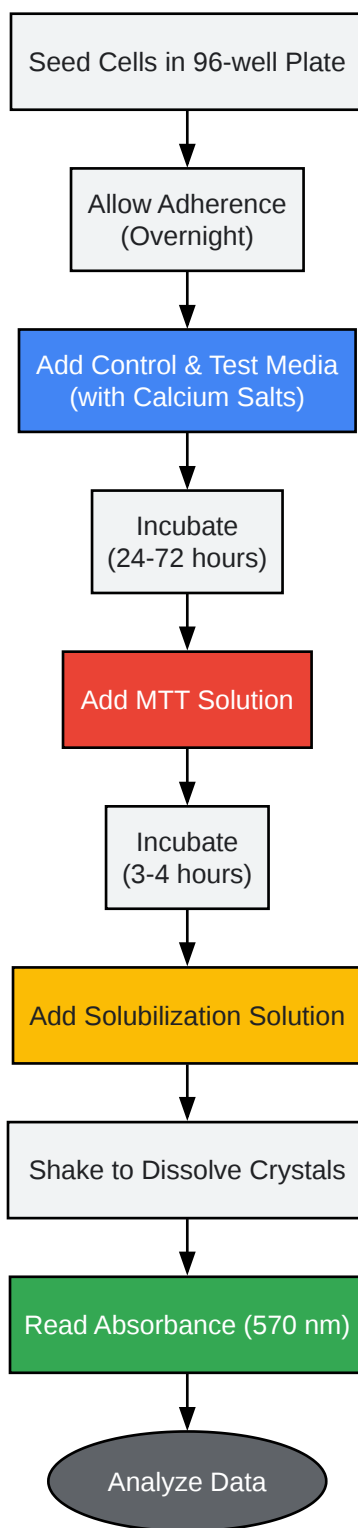 Seed Cells in 96-well Plate
Allow Adherence
(Overnight)
Add Control & Test Media
(with Calcium Salts)
Incubate
(24-72 hours)
Add MTT Solution
Incubate
(3-4 hours)
Add Solubilization Solution
Shake to Dissolve Crystals
Read Absorbance (570 nm)
Analyze Data